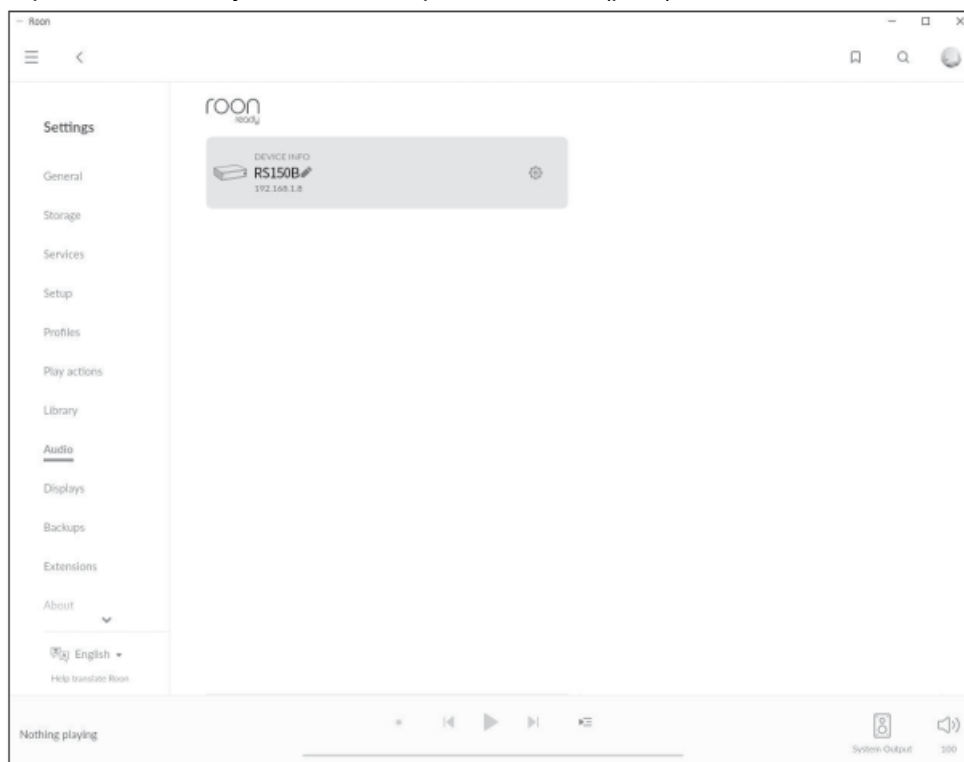 Roon
roon
ready
Settings
DEVICE INFO
RS150B
192.168.1.8
General
Storage
Services
Setup
Profiles
Play actions
Library
Audio
Displays
Backups
Extensions
About
English
Help translate Roon
Nothing playing
System Output
100